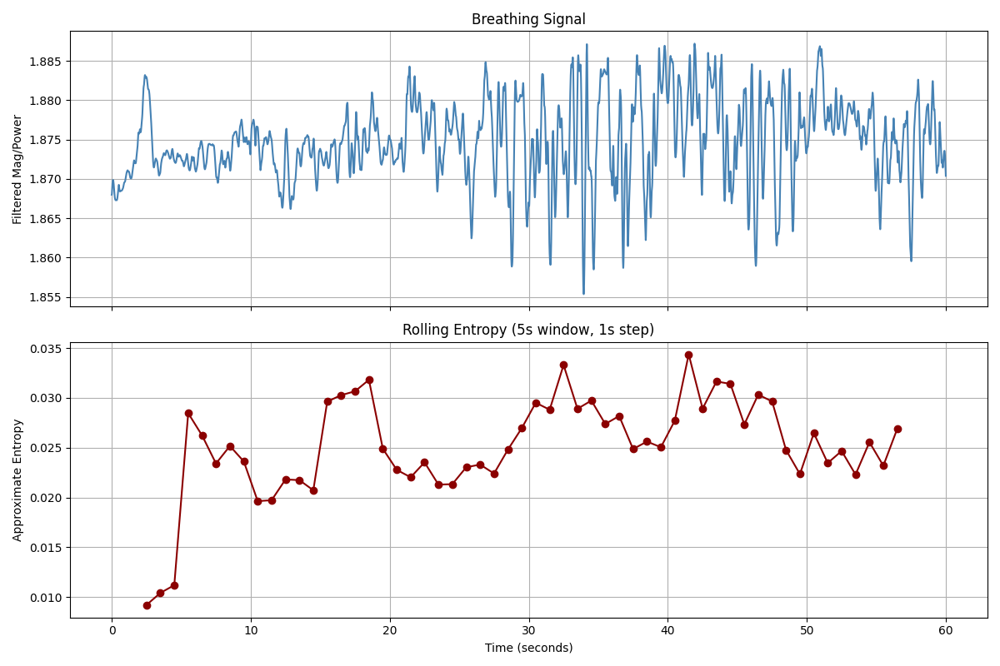 Breathing Signal
Filtered Mag/Power
1.885
1.880
1.875
1.870
1.865
1.860
1.855
Rolling Entropy (5s window, 1s step)
Approximate Entropy
0.035
0.030
0.025
0.020
0.015
0.010
0 10 20 30 40 50 60
Time (seconds)